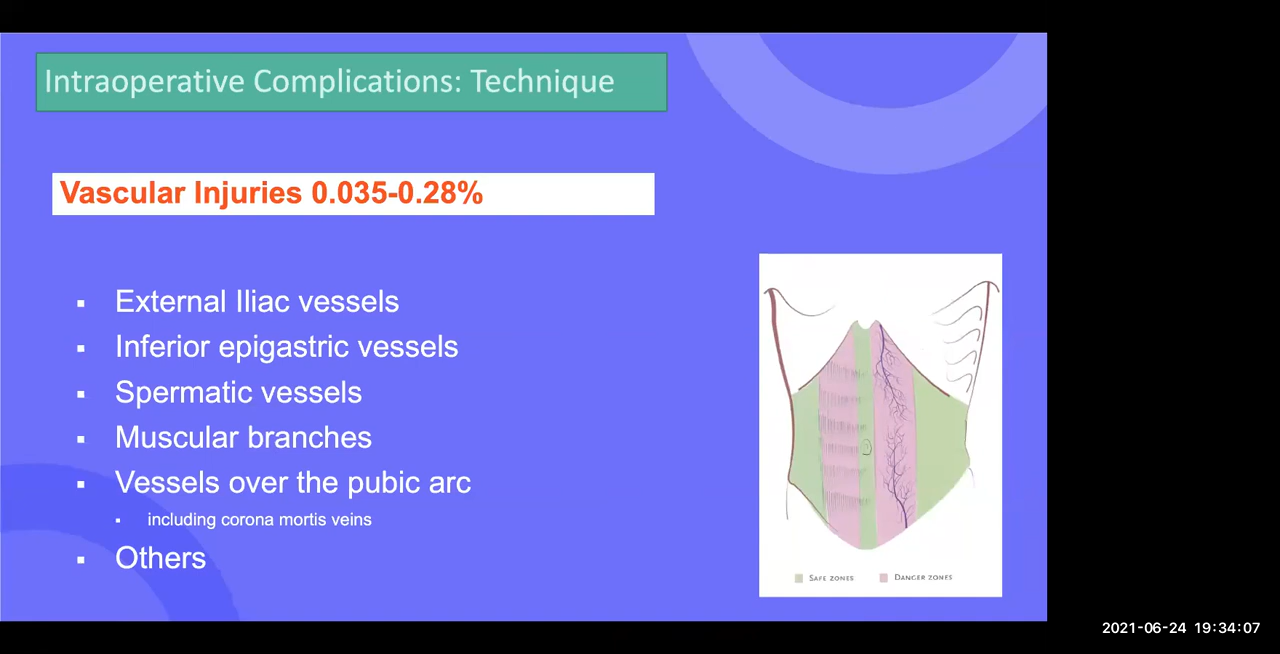 Intraoperative Complications: Technique
Vascular Injuries 0.035-0.28%
External Iliac vessels
Inferior epigastric vessels
Spermatic vessels
Muscular branches
Vessels over the pubic arc
including corona mortis veins
Others
SAFE ZONES
DANGER ZONES
2021-06-24 19:34:07